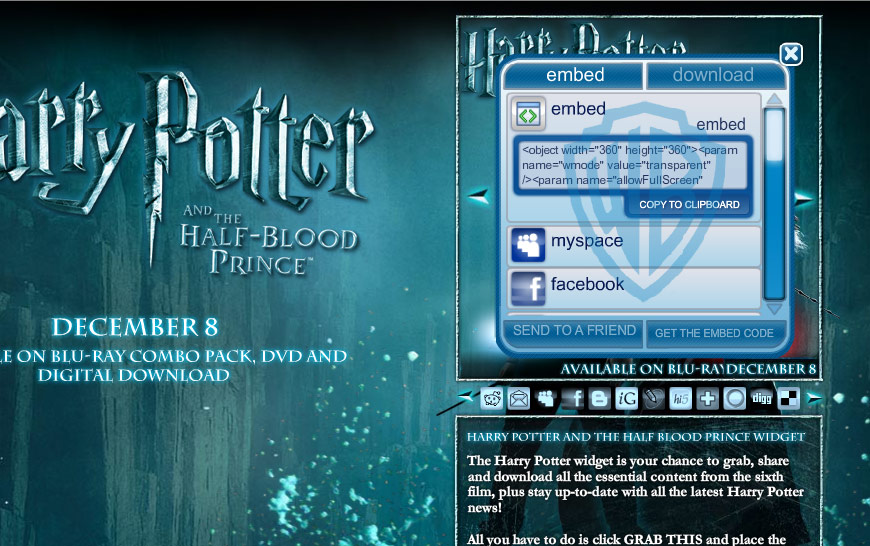 arry Potter
AND THE
HALF-BLOOD
PRINCE™
DECEMBER 8
LE ON BLU-RAY COMBO PACK, DVD AND
DIGITAL DOWNLOAD
Harry Potter
embed
download
embed
embed
<object width="360" height="360"><param
name="wmode" value="transparent"
/><param name="allowFullScreen"
COPY TO CLIPBOARD
myspace
facebook
SEND TO A FRIEND
GET THE EMBED CODE
AVAILABLE ON BLU-RAY DECEMBER 8
iG
hi5
digg
HARRY POTTER AND THE HALF BLOOD PRINCE WIDGET
The Harry Potter widget is your chance to grab, share
and download all the essential content from the sixth
film, plus stay up-to-date with all the latest Harry Potter
news!
All you have to do is click GRAB THIS and place the